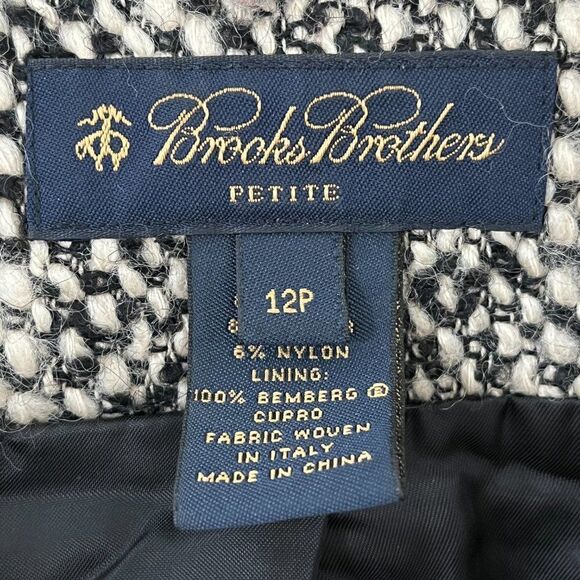 Brooks Brothers
PETITE
12P
6% NYLON
LINING:
100% BEMBERG ®
CUPRO
FABRIC WOVEN
IN ITALY
MADE IN CHINA